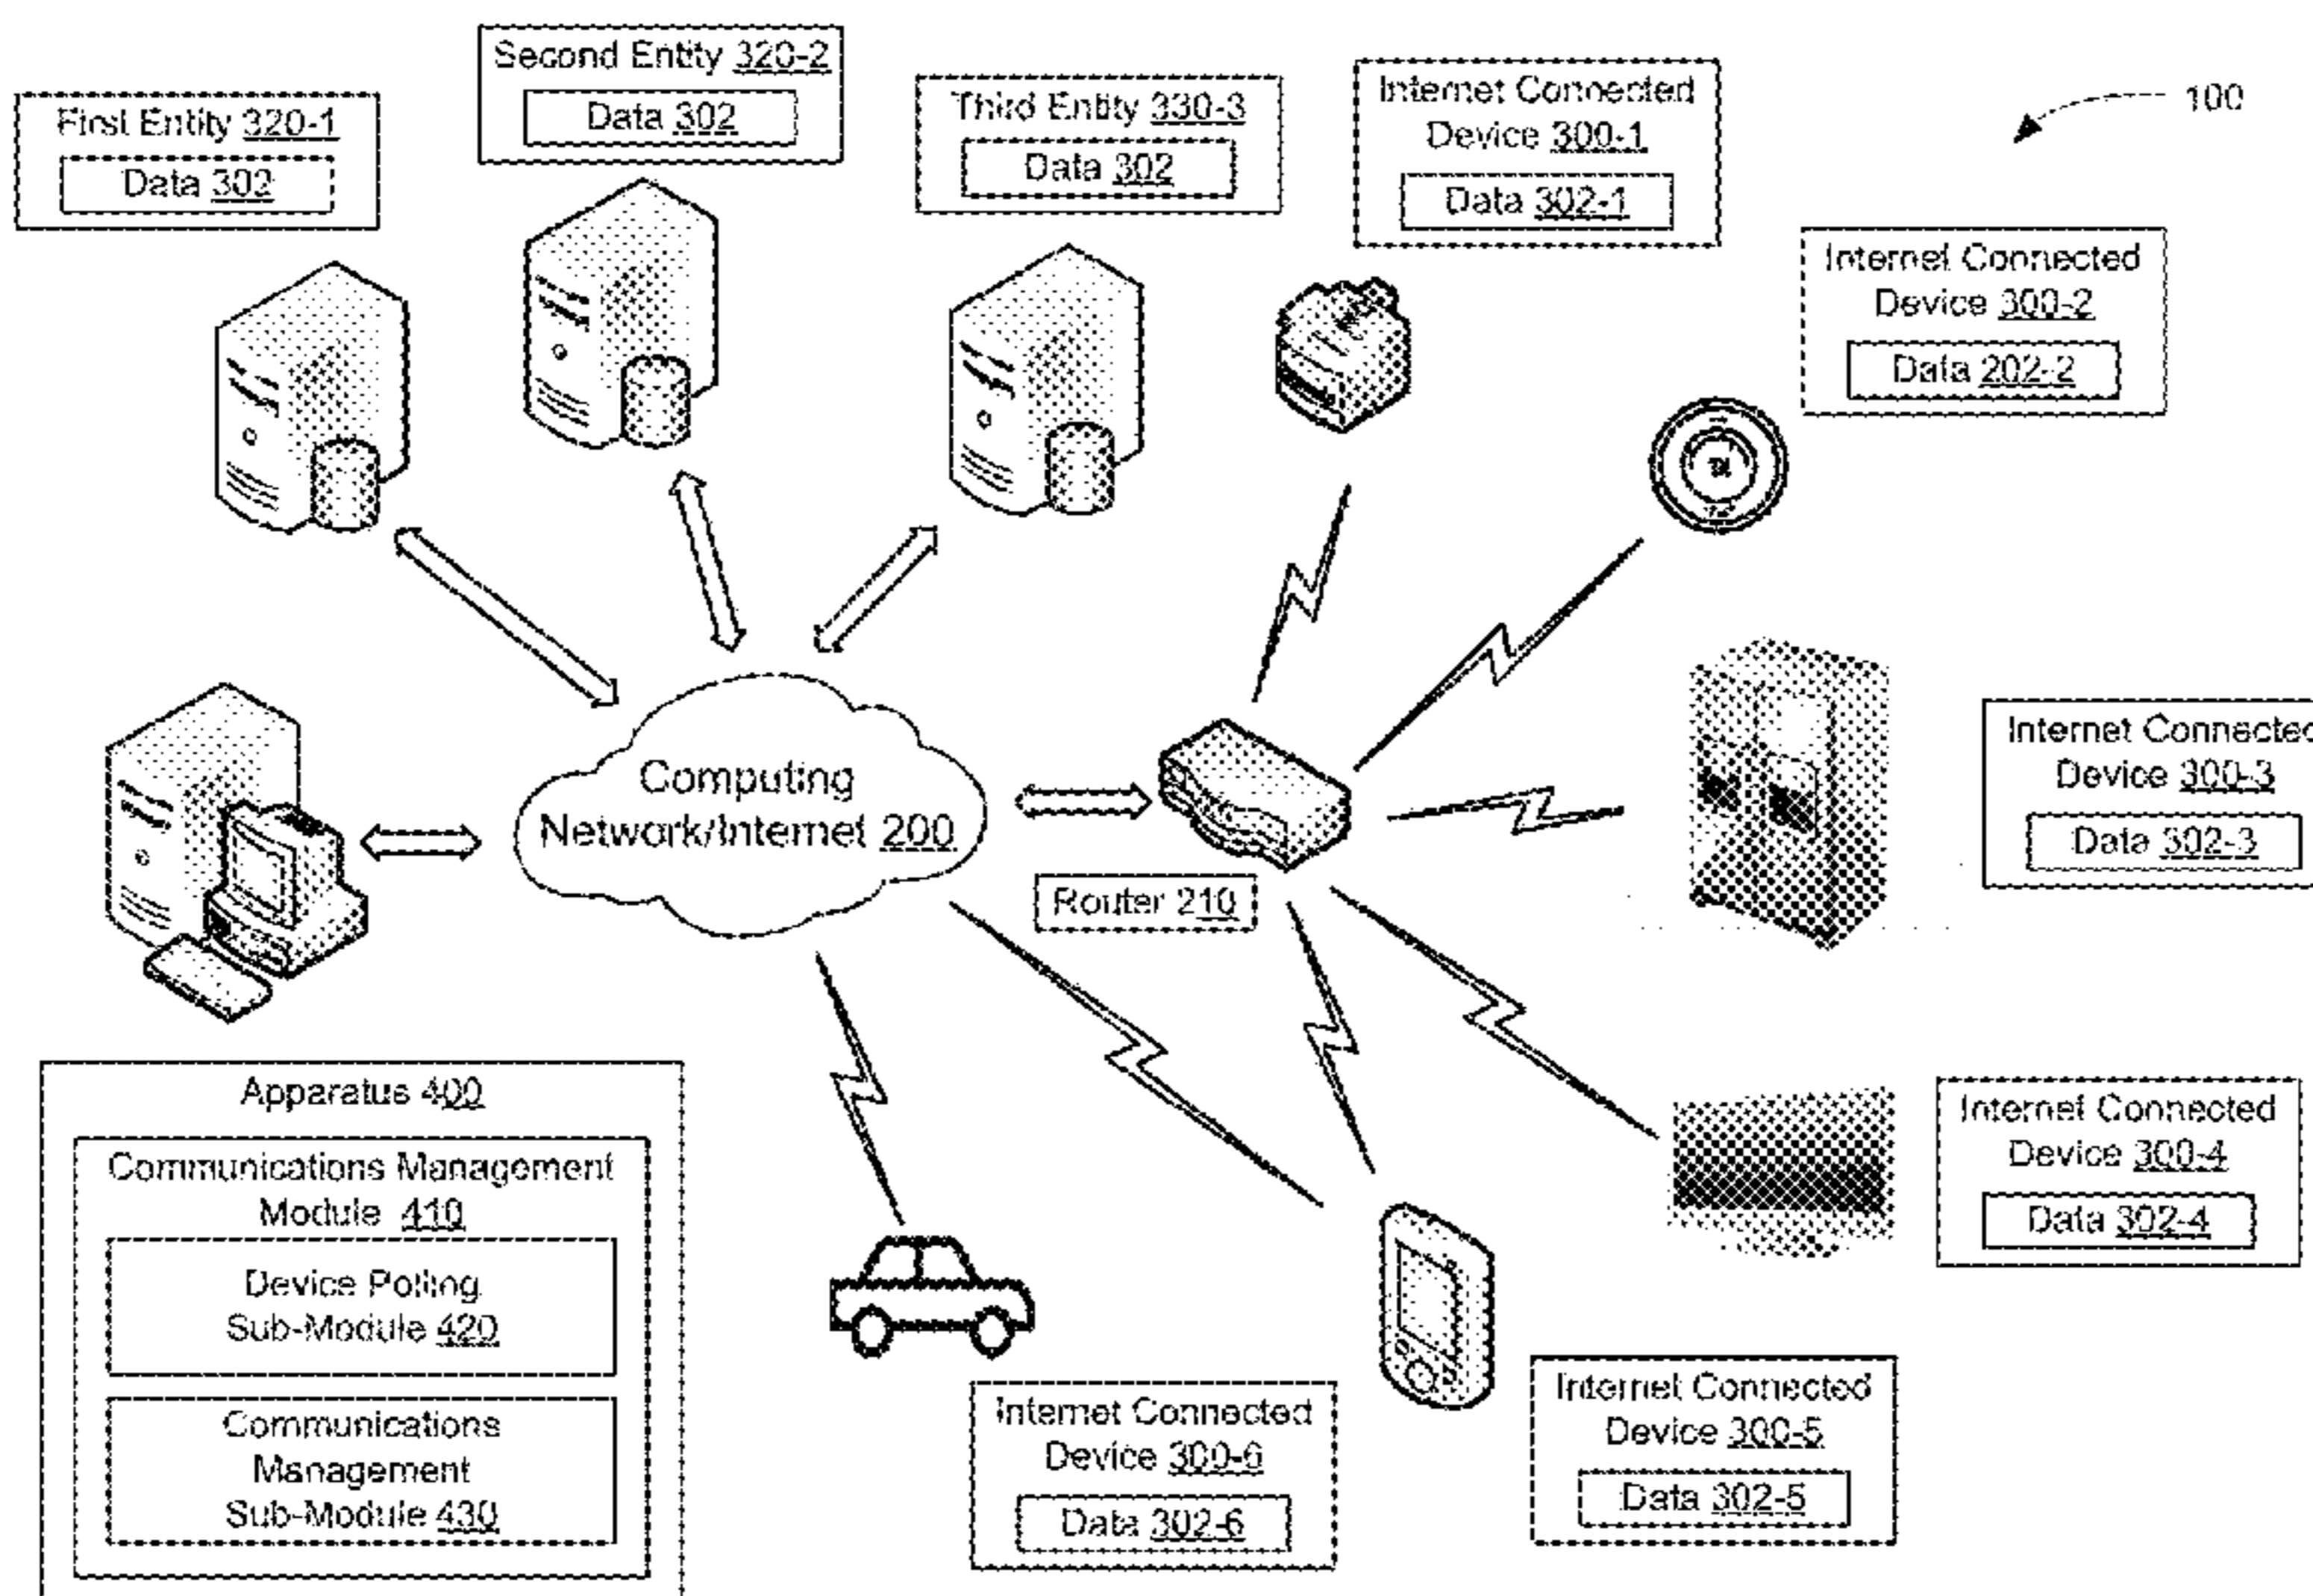 First Entity 320-1
Data 302
Second Entity 320-2
Data 302
Third Entity 330-3
Data 302
Internet Connected
Device 300-1
Data 302-1
100
Internet Connected
Device 300-2
Data 202-2
Computing
Network/Internet 200
Router 210
Internet Connected
Device 300-3
Data 302-3
Apparatus 400
Communications Management
Module 410
Device Polling
Sub-Module 420
Communications
Management
Sub-Module 430
Internet Connected
Device 300-4
Data 302-4
Internet Connected
Device 300-5
Data 302-5
Internet Connected
Device 300-6
Data 302-6